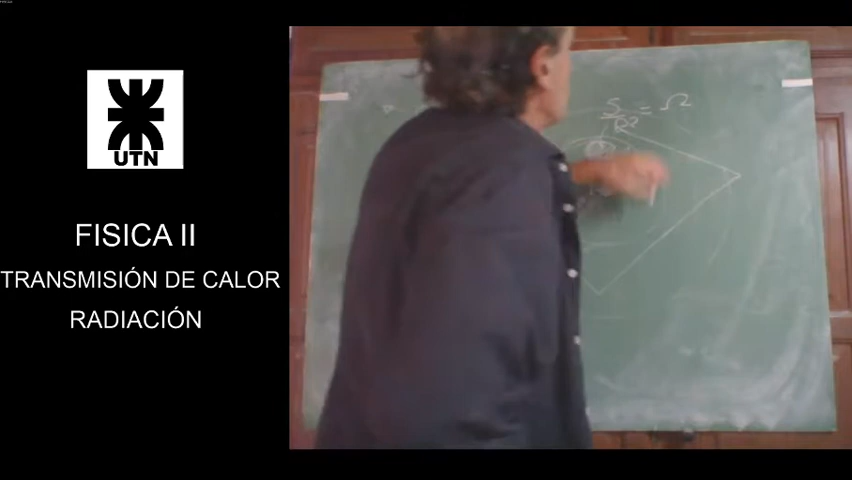 UTN
FISICA II
TRANSMISIÓN DE CALOR
RADIACIÓN
S = Ω
R2